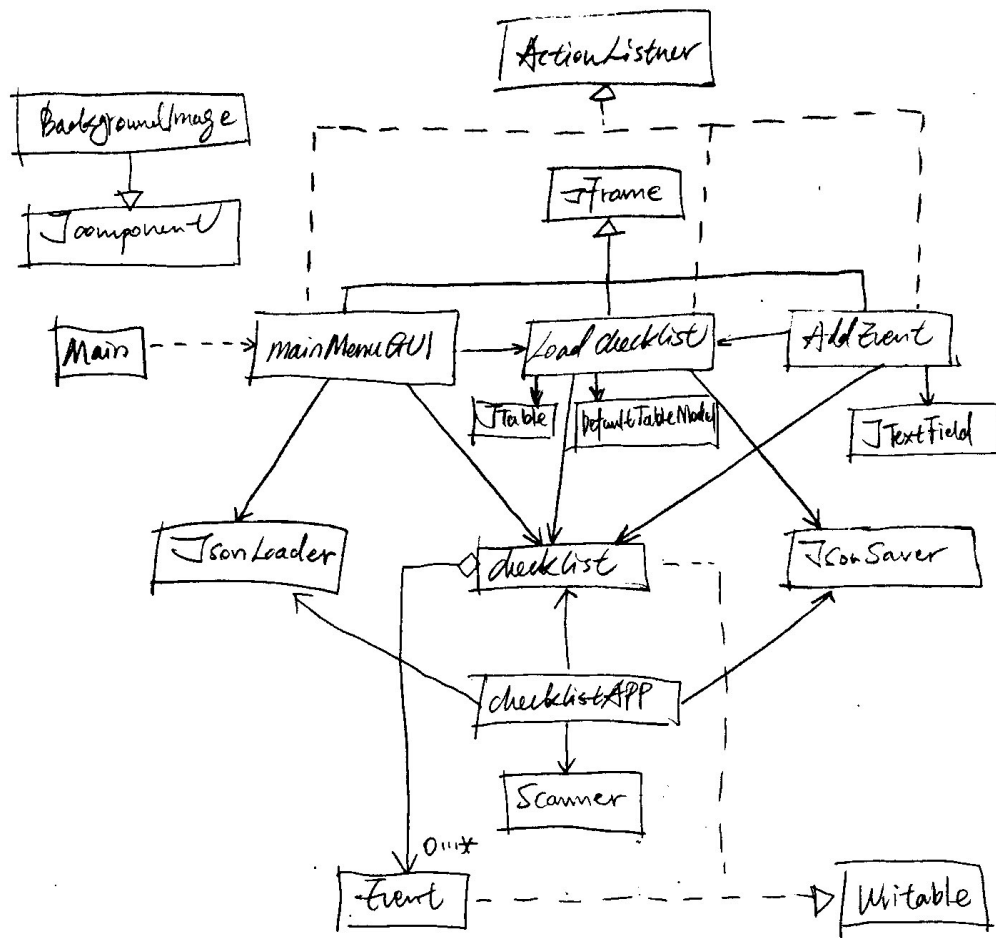 ActionListner
BackgroundImage
JFrame
Jcomponent
Main
mainMenuGUI
Load checklist
AddEvent
JTable
DefaultTableModel
JTextField
JsonLoader
checklist
JsonSaver
checklistAPP
Scanner
0...*
Event
Writable